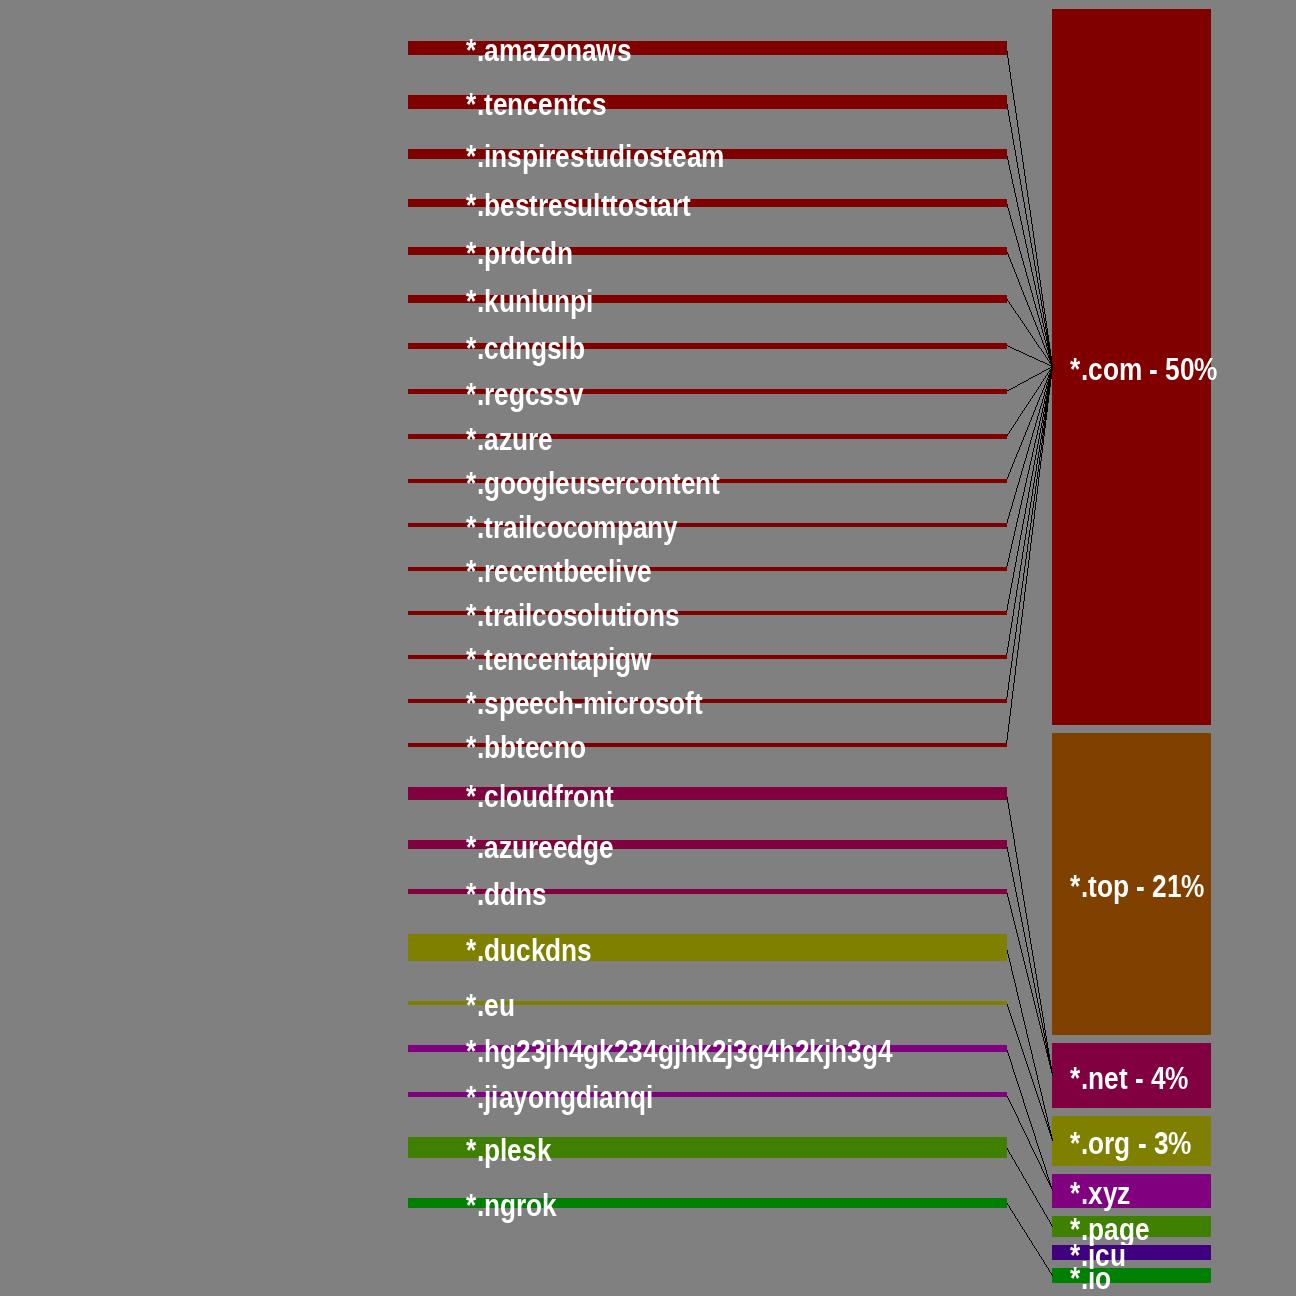 *.amazonaws
*.tencentcs
*.inspirestudiosteam
*.bestresulttostart
*.prdcdn
*.kunlunpi
*.cdngslb
*.regcssv
*.azure
*.googleusercontent
*.trailcocompany
*.recentbeelive
*.trailcosolutions
*.tencentapigw
*.speech-microsoft
*.bbtecno
*.cloudfront
*.azureedge
*.ddns
*.duckdns
*.eu
*.hg23jh4gk234gjhk2j3g4h2kjh3g4
*.jiayongdianqi
*.plesk
*.ngrok
*.com - 50%
*.top - 21%
*.net - 4%
*.org - 3%
*.xyz
*.page
*.icu
*.io